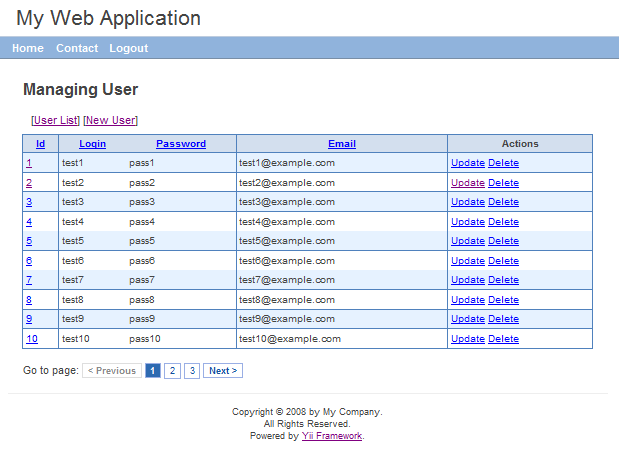 My Web Application
Home Contact Logout
Managing User
[User List] [New User]
Id Login Password Email Actions
1 test1 pass1 test1@example.com Update Delete
2 test2 pass2 test2@example.com Update Delete
3 test3 pass3 test3@example.com Update Delete
4 test4 pass4 test4@example.com Update Delete
5 test5 pass5 test5@example.com Update Delete
6 test6 pass6 test6@example.com Update Delete
7 test7 pass7 test7@example.com Update Delete
8 test8 pass8 test8@example.com Update Delete
9 test9 pass9 test9@example.com Update Delete
10 test10 pass10 test10@example.com Update Delete
Go to page: < Previous 1 2 3 Next >
Copyright © 2008 by My Company.
All Rights Reserved.
Powered by Yii Framework.